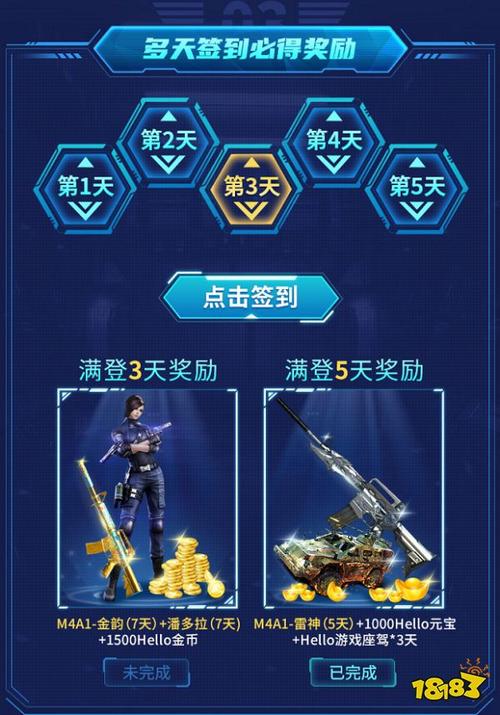 03
多天签到必得奖励
第1天
第2天
第3天
第4天
第5天
点击签到
满登3天奖励
满登5天奖励
M4A1-金韵(7天)+潘多拉(7天)
+1500Hello金币
M4A1-雷神(5天)+1000Hello元宝
+Hello游戏座驾*3天
未完成
已完成
18183